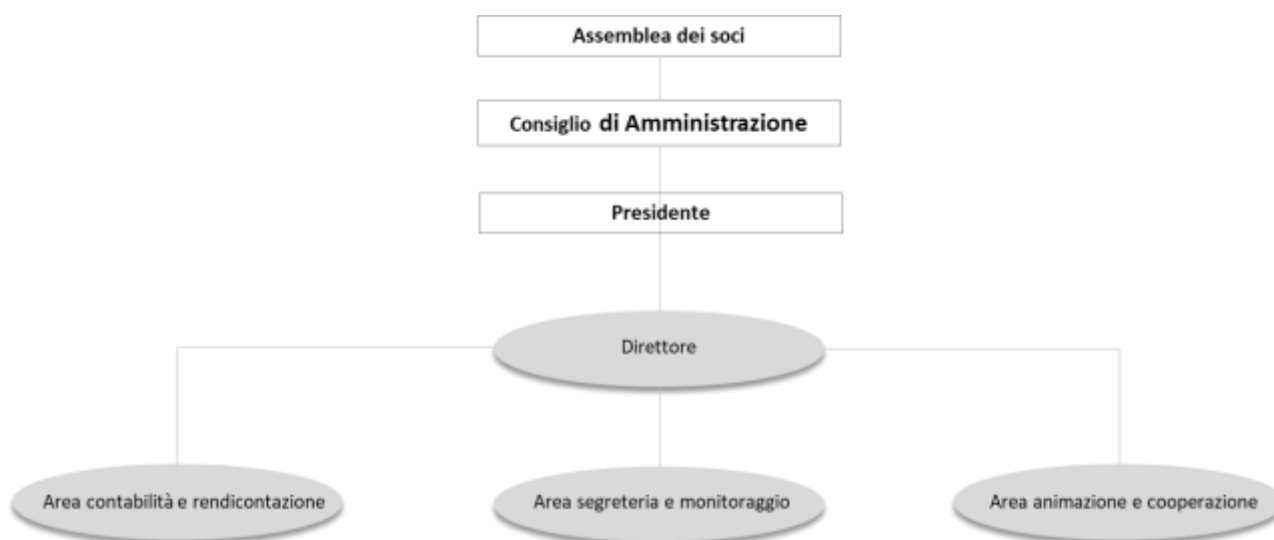 Assemblea dei soci
Consiglio di Amministrazione
Presidente
Direttore
Area contabilità e rendicontazione
Area segreteria e monitoraggio
Area animazione e cooperazione